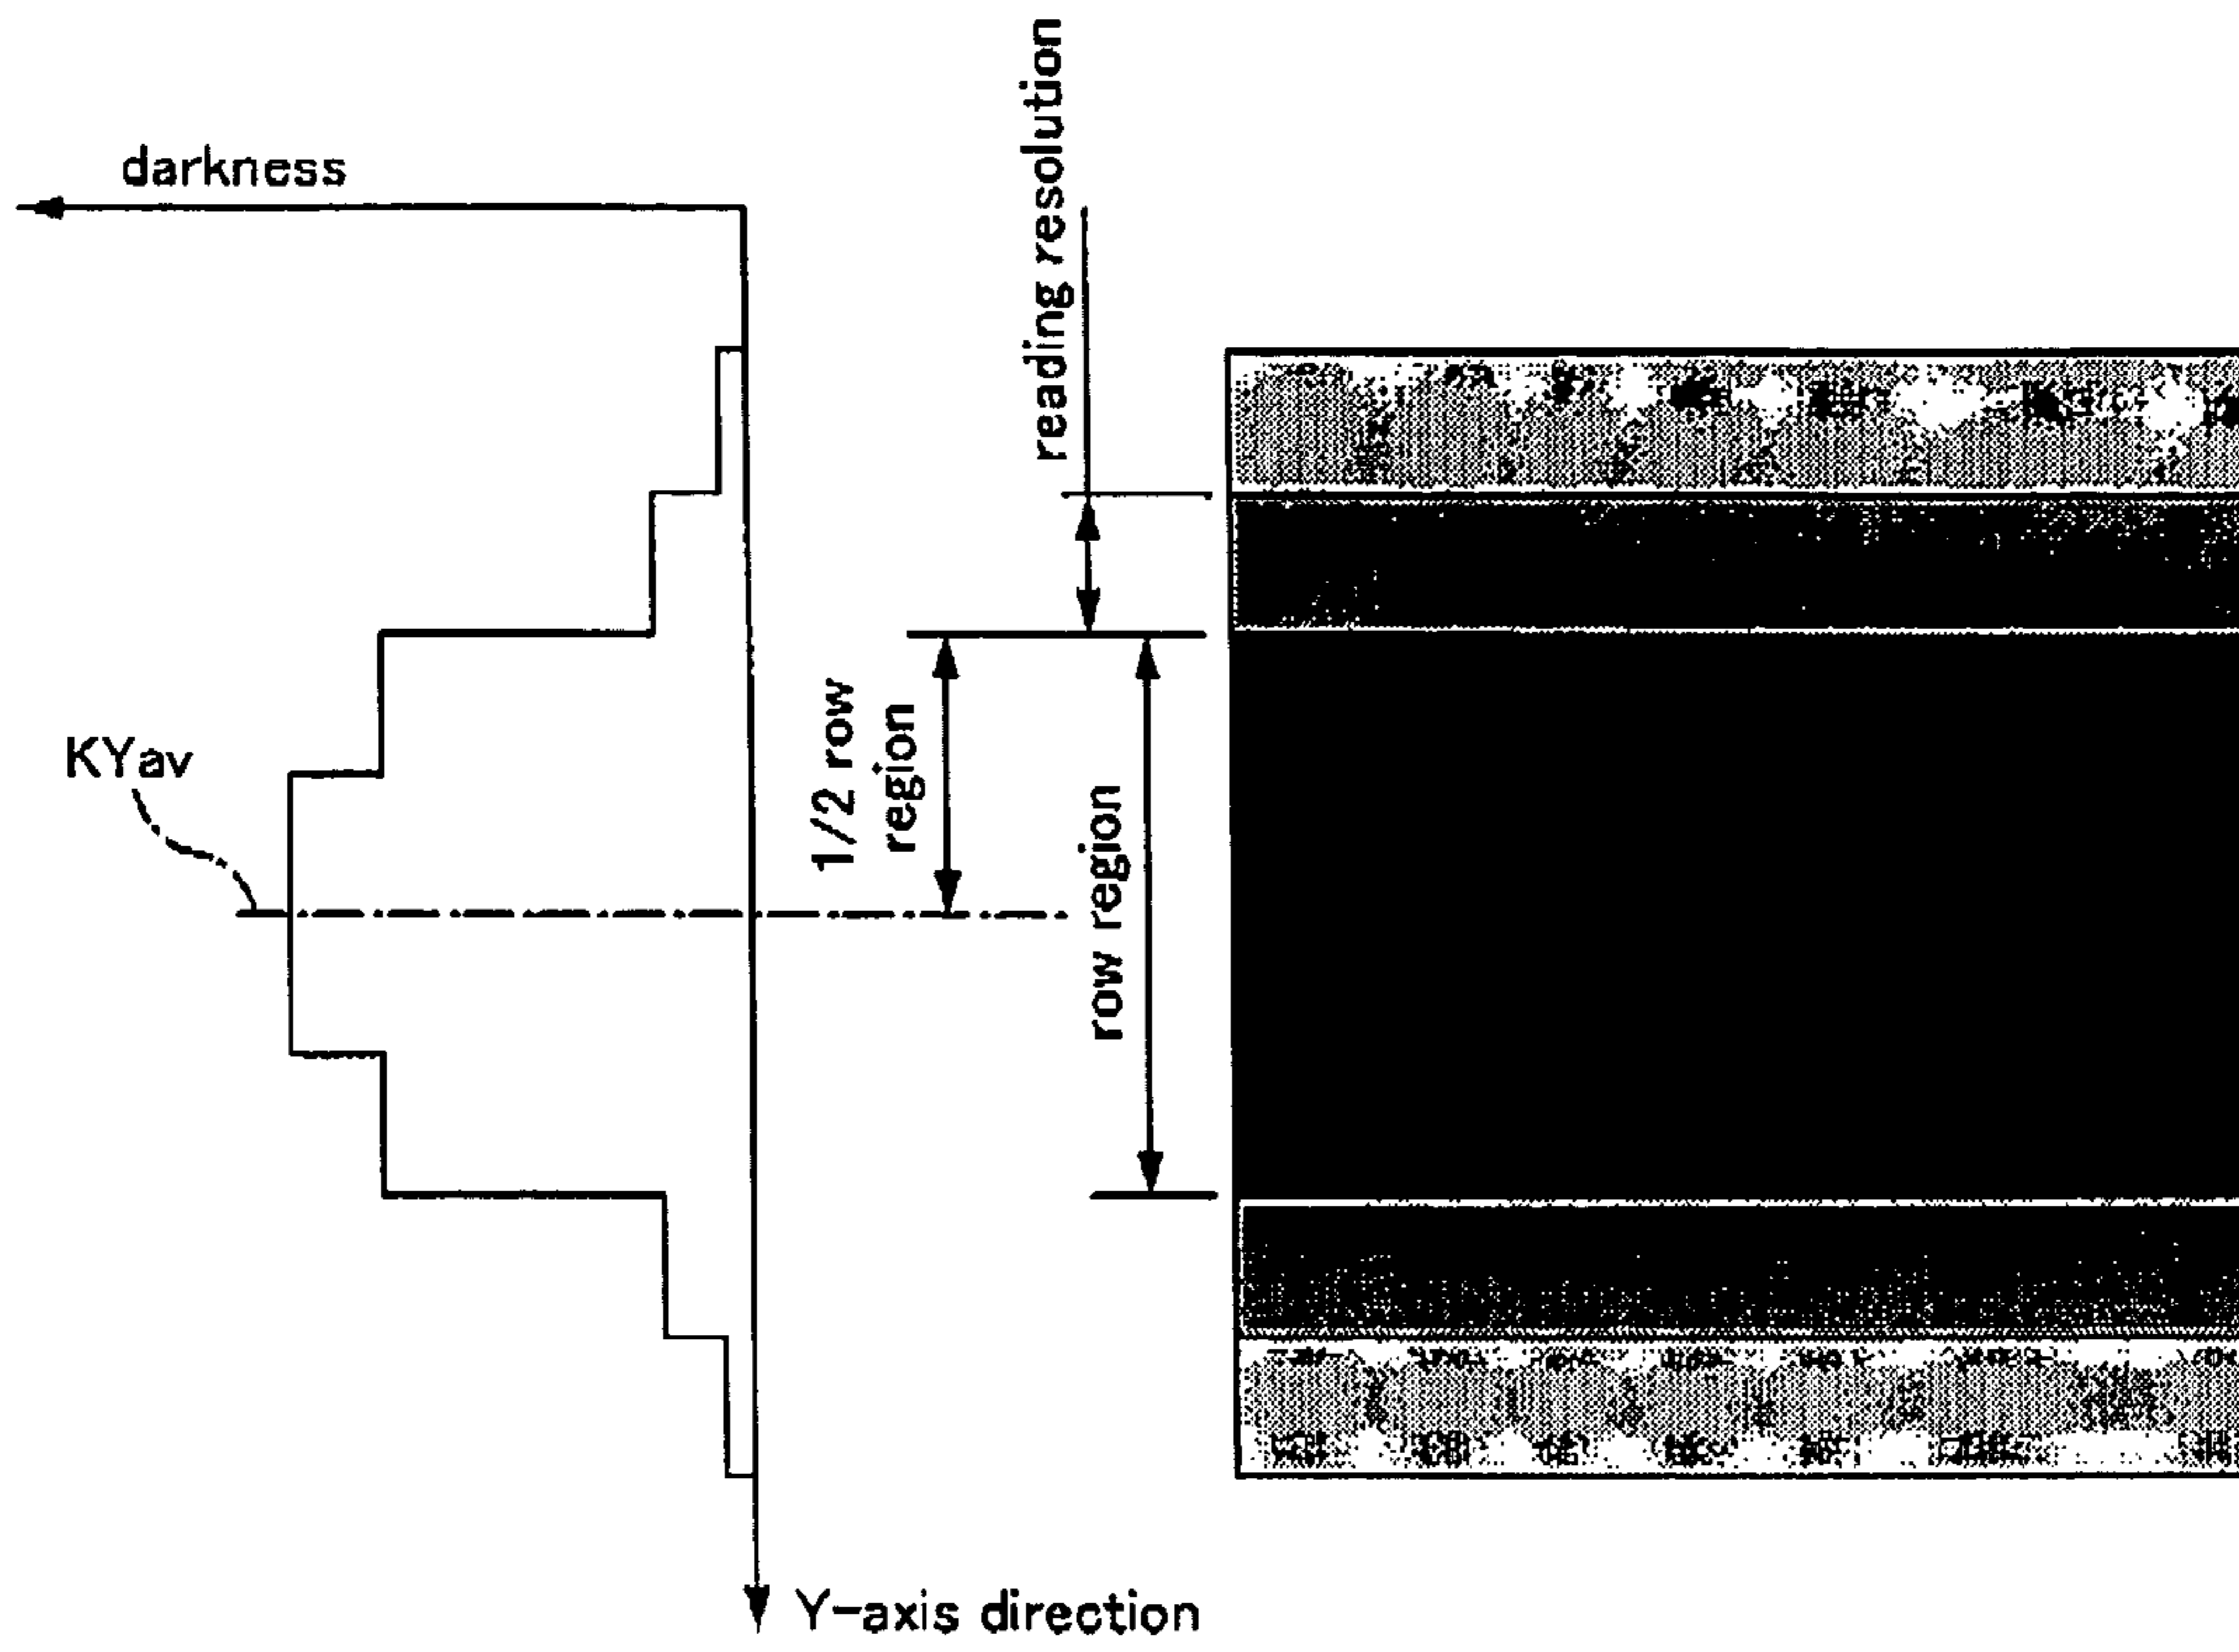 darkness
reading resolution
KYav
1/2 row
region
row region
Y-axis direction